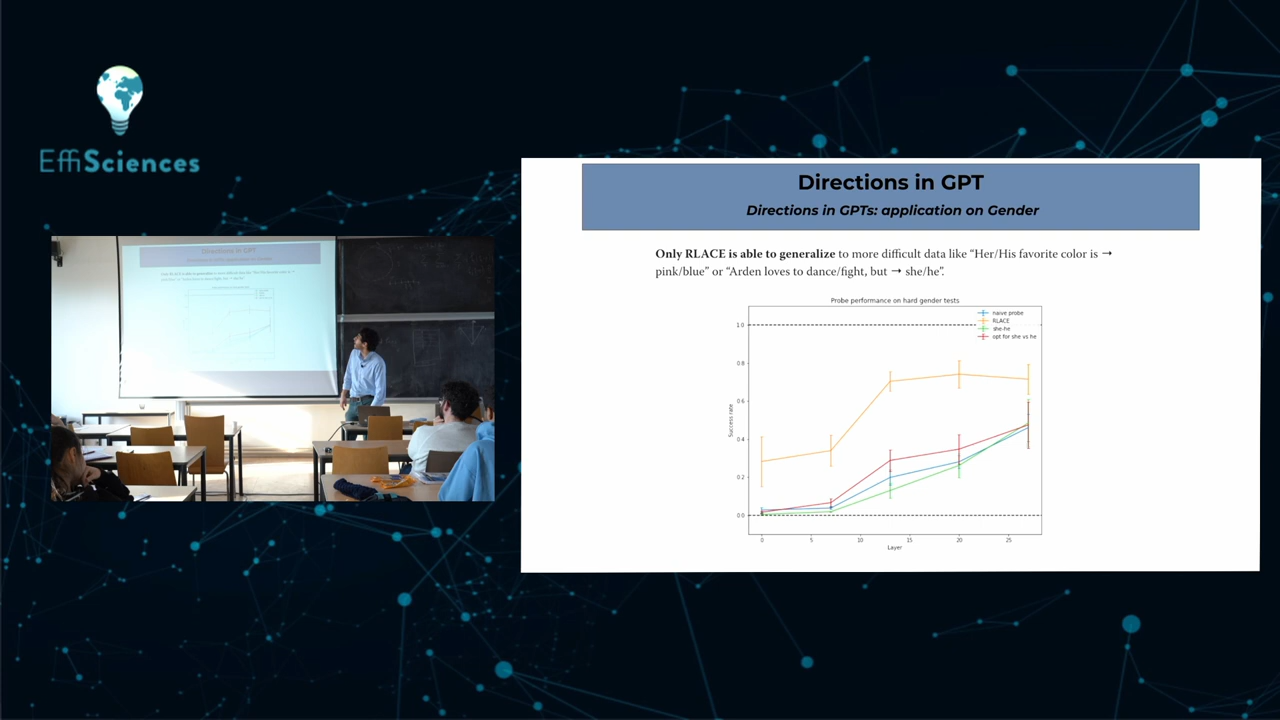 EffiSciences
Directions in GPT
Directions in GPTs: application on Gender
Only RLACE is able to generalize to more difficult data like “Her/His favorite color is →
pink/blue” or “Arden loves to dance/fight, but → she/he”.
Probe performance on hard gender tests
naive probe
RLACE
she-he
opt for she vs he
1.0
0.8
0.6
0.4
0.2
0.0
Success rate
0
5
10
15
20
25
Layer